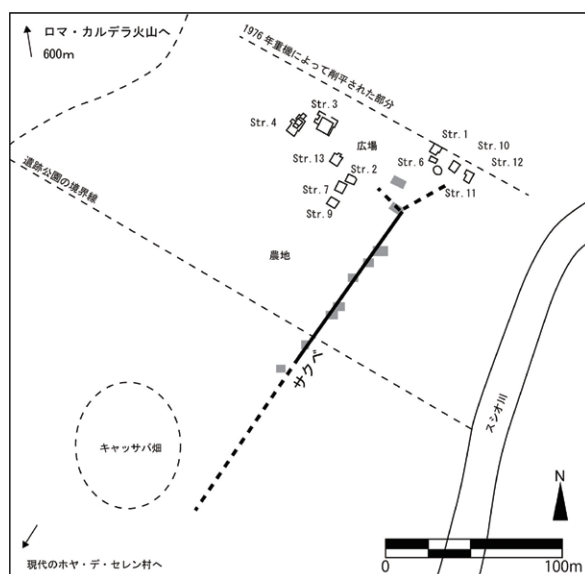 ロマ・カルデラ火山へ
600m
1976年重機によって削平された部分
Str. 3
Str. 4
広場
Str. 1
Str. 10
Str. 6
Str. 12
Str. 13
Str. 2
Str. 7
Str. 11
Str. 9
遺跡公園の境界線
農地
サクベ
スシオ川
キャッサバ畑
N
現代のホヤ・デ・セレン村へ
0
100m